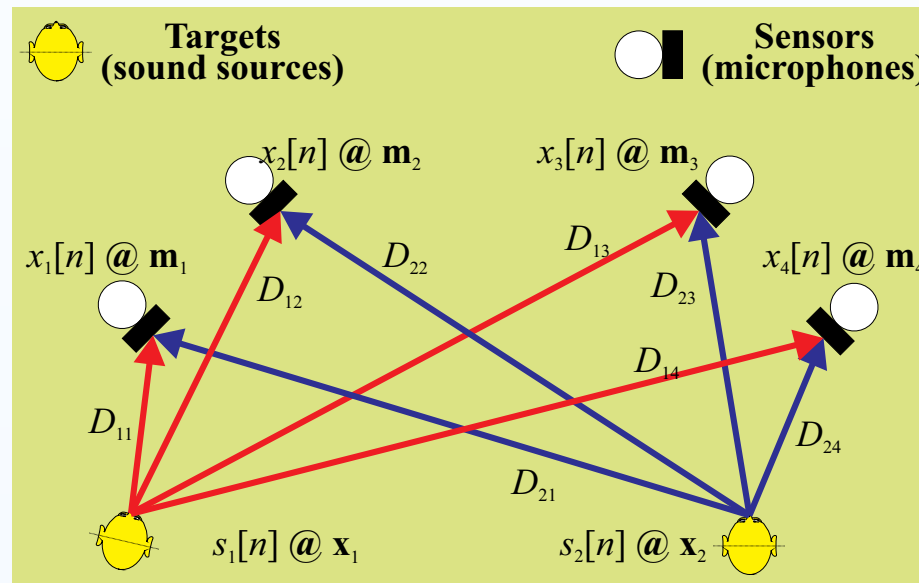 Targets
(sound sources)
Sensors
(microphones)
x₂[n] @ m₂
x₃[n] @ m₃
x₁[n] @ m₁
x₄[n] @ m₄
D₁₃
D₂₂
D₁₂
D₂₃
D₁₄
D₁₁
D₂₄
D₂₁
s₁[n] @ x₁
s₂[n] @ x₂